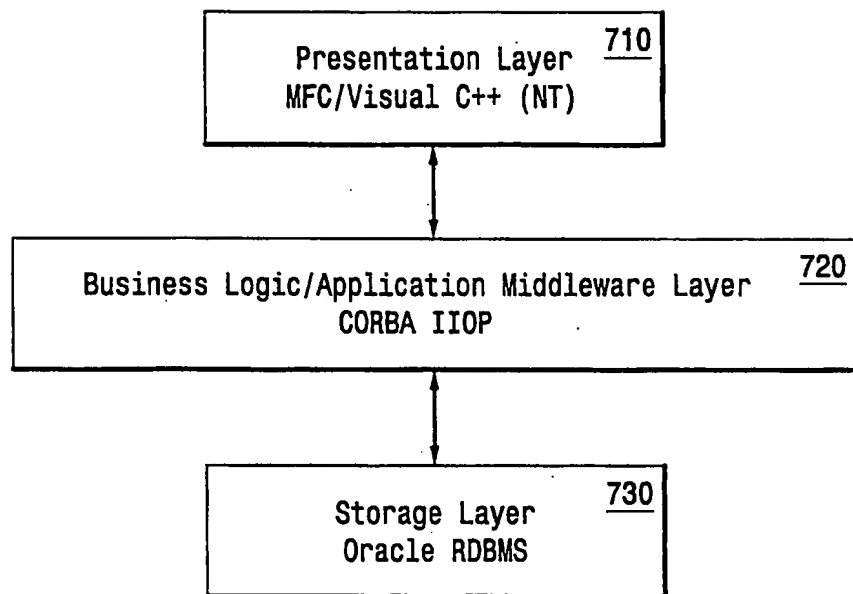 710
Presentation Layer
MFC/Visual C++ (NT)
720
Business Logic/Application Middleware Layer
CORBA IIOP
730
Storage Layer
Oracle RDBMS